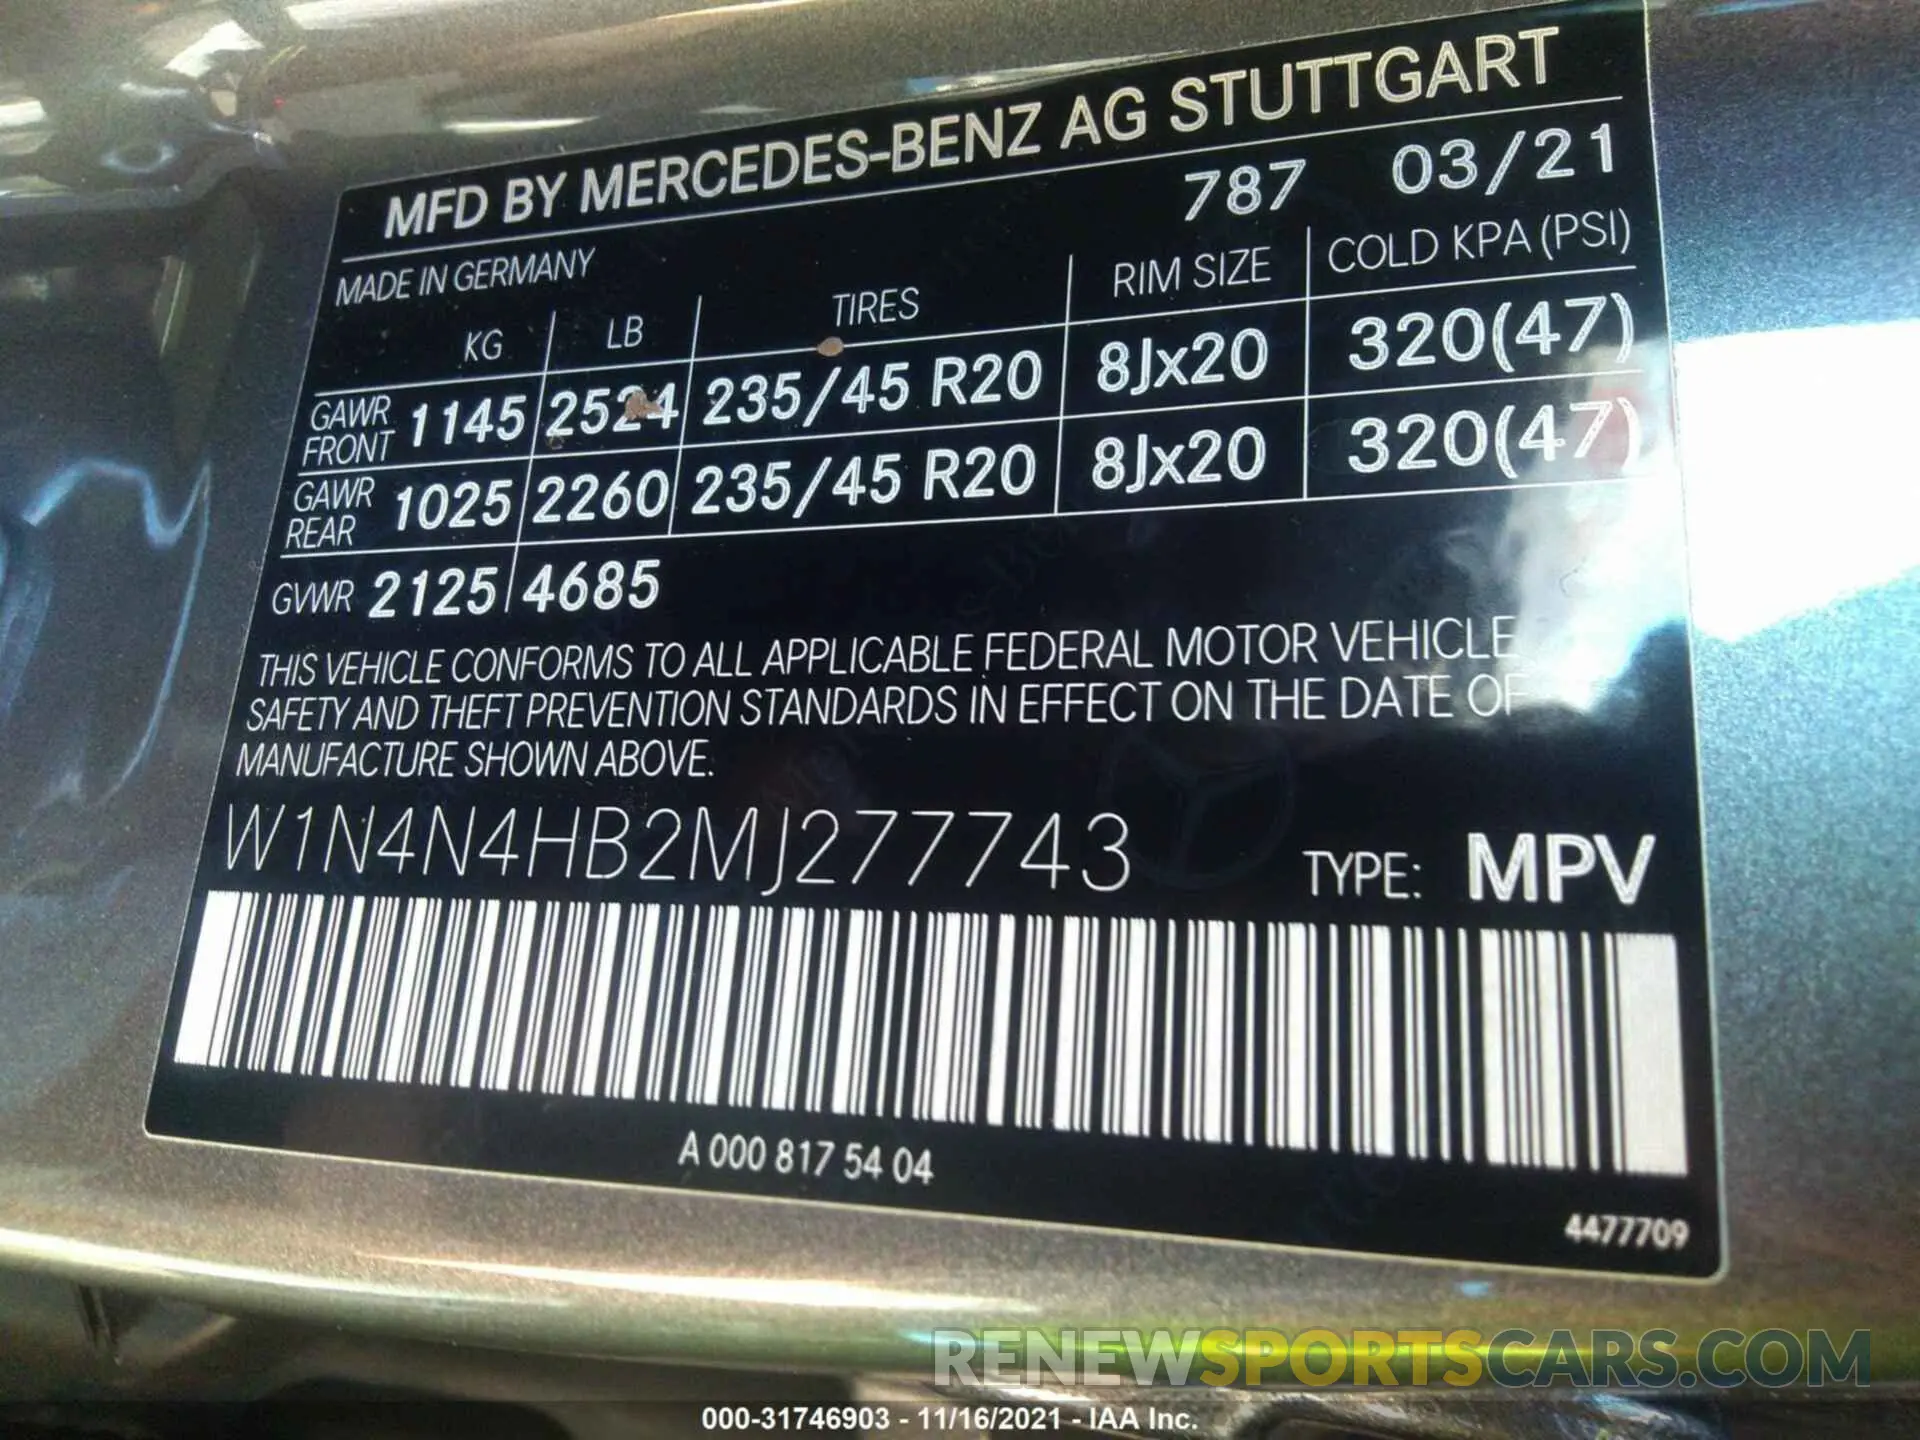 MFD BY MERCEDES-BENZ AG STUTTGART
787 03/21
MADE IN GERMANY
KG LB TIRES RIM SIZE COLD KPA (PSI)
GAWR FRONT 1145 2524 235/45 R20 8Jx20 320(47)
GAWR REAR 1025 2260 235/45 R20 8Jx20 320(47)
GVWR 2125 4685
THIS VEHICLE CONFORMS TO ALL APPLICABLE FEDERAL MOTOR VEHICLE
SAFETY AND THEFT PREVENTION STANDARDS IN EFFECT ON THE DATE OF
MANUFACTURE SHOWN ABOVE.
W1N4N4HB2MJ277743 TYPE: MPV
A 000 817 54 04
4477709
RENEWSPORTSCARS.COM
000-31746903 - 11/16/2021 - IAA Inc.